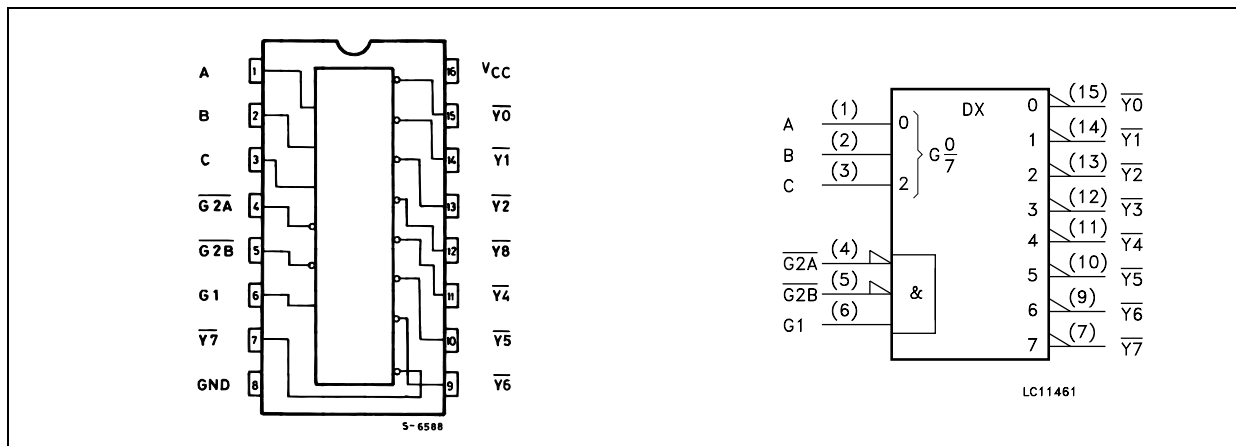 A 1
B 2
C 3
G2A 4
G2B 5
G1 6
Y7 7
GND 8
16 VCC
15 Y0
14 Y1
13 Y2
12 Y8
11 Y4
10 Y5
9 Y6
S-6588
DX
A (1) 0
B (2)
C (3) 2
G 0/7
G2A (4)
G2B (5)
G1 (6)
&
0 (15) Y0
1 (14) Y1
2 (13) Y2
3 (12) Y3
4 (11) Y4
5 (10) Y5
6 (9) Y6
7 (7) Y7
LC11461